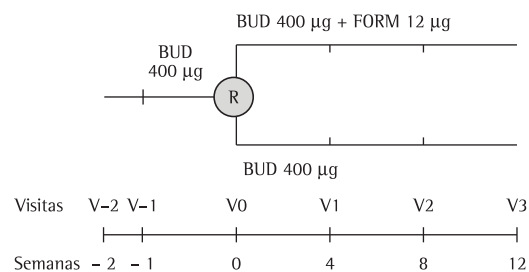 BUD 400 µg + FORM 12 µg
BUD
400 µg
R
BUD 400 µg
Visitas V–2 V–1 V0 V1 V2 V3
Semanas – 2 – 1 0 4 8 12